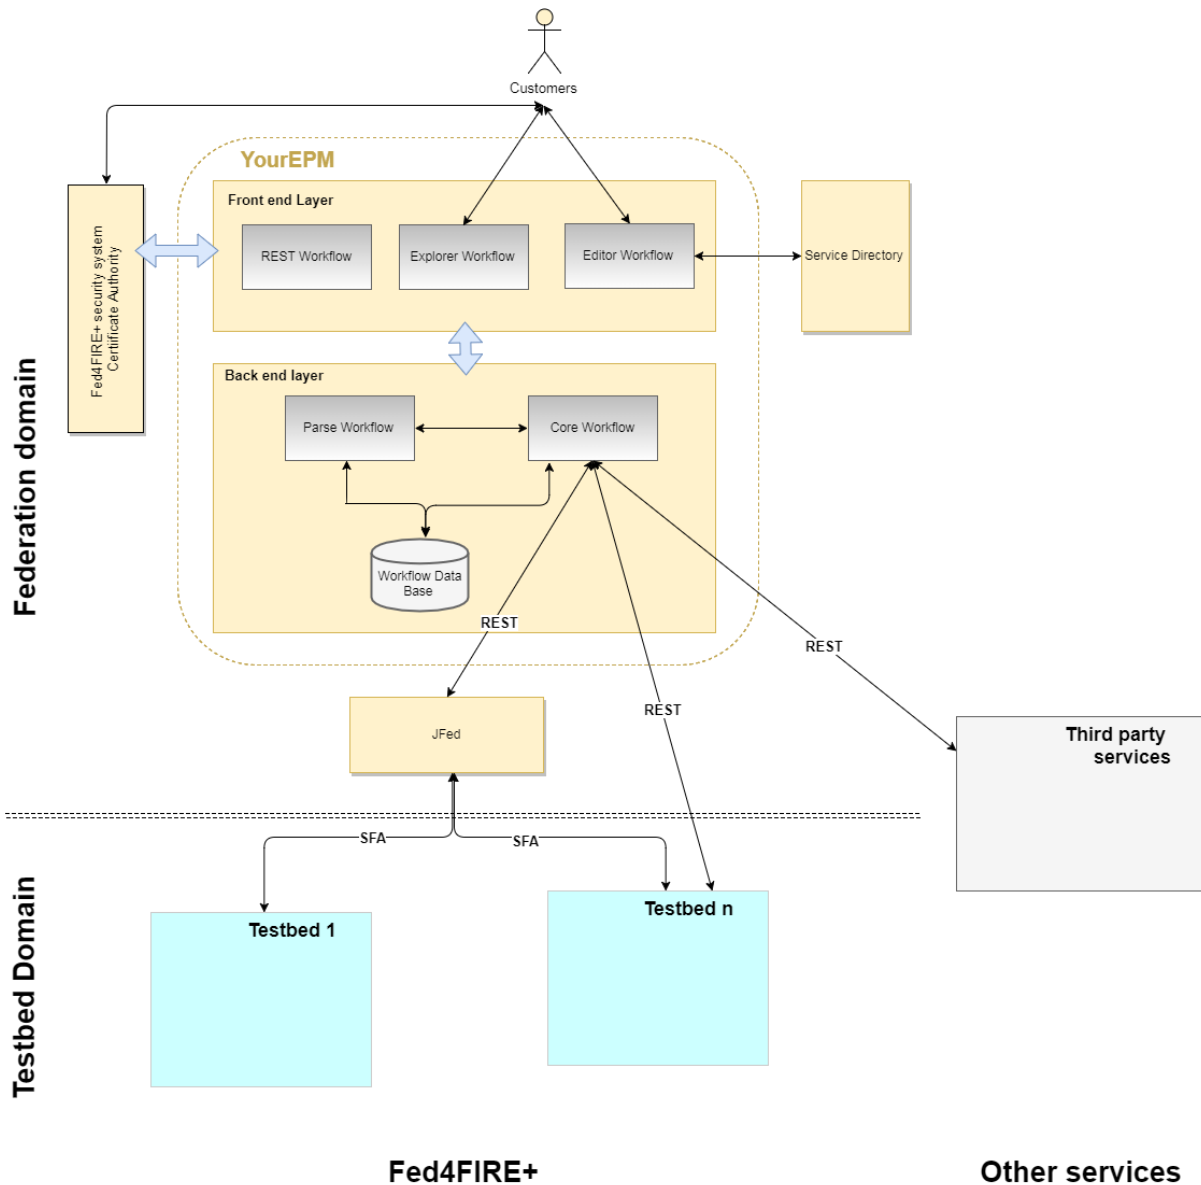 Customers
YourEPM
Front end Layer
REST Workflow
Explorer Workflow
Editor Workflow
Service Directory
Fed4FIRE+ security system
Certiificate Authority
Federation domain
Back end layer
Parse Workflow
Core Workflow
Workflow Data
Base
REST
REST
REST
JFed
Third party
services
SFA
SFA
Testbed Domain
Testbed 1
Testbed n
Fed4FIRE+
Other services